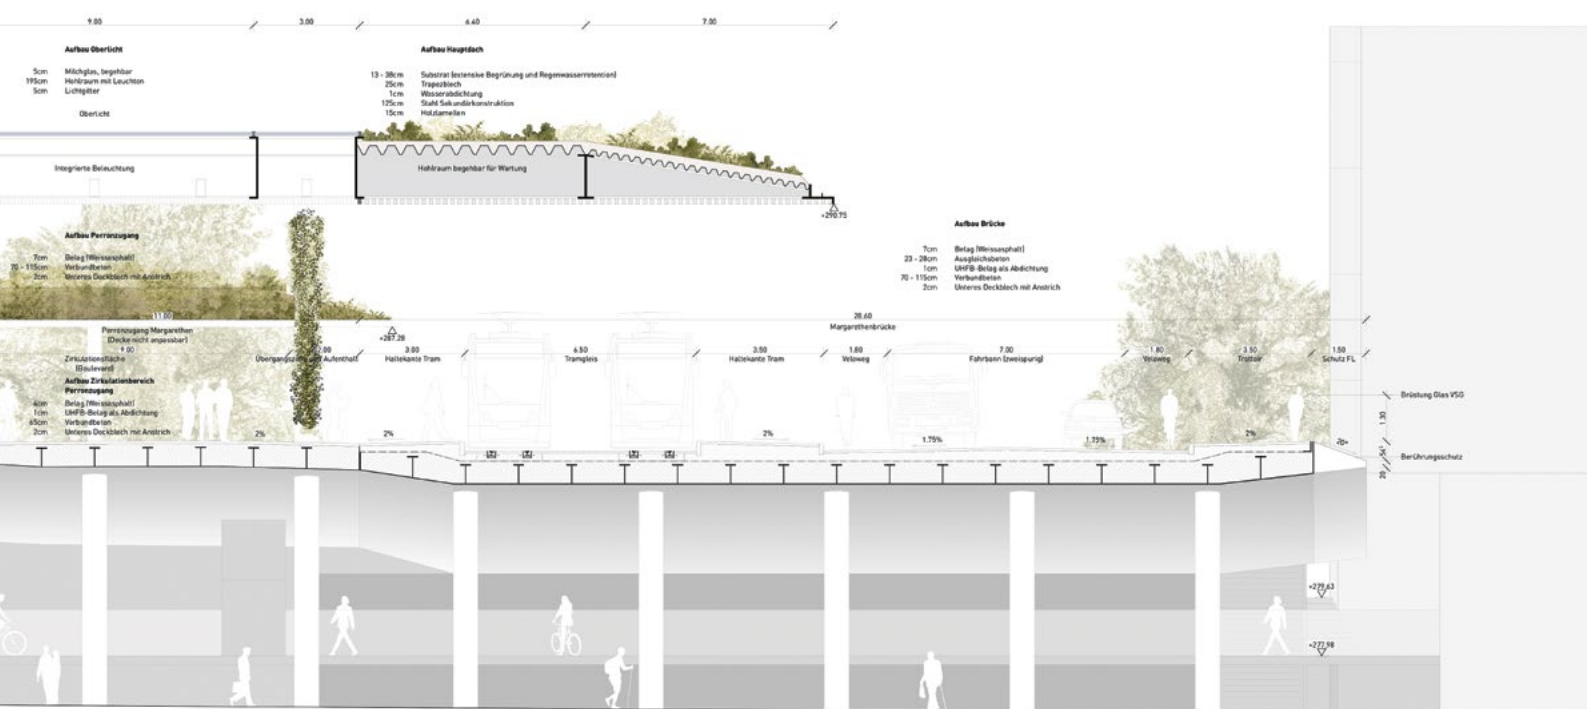 9.00 3.00 6.40 7.00
Aufbau Oberlicht
5cm Milchglas, begehbar
195cm Hohlraum mit Leuchten
5cm Lichtgitter
Oberlicht
Aufbau Hauptdach
13 - 38cm Substrat (extensive Begrünung und Regenwasserretention)
25cm Trapezblech
1cm Wasserabdichtung
125cm Stahl Sekundärkonstruktion
15cm Holzlamellen
Integrierte Beleuchtung
Hohlraum begehbar für Wartung
+290.75
Aufbau Perronzugang
7cm Belag (Weissasphalt)
70 - 115cm Verbundbeton
2cm Unteres Deckblech mit Anstrich
Aufbau Brücke
7cm Belag (Weissasphalt)
23 - 28cm Ausgleichsbeton
1cm UHFB-Belag als Abdichtung
70 - 115cm Verbundbeton
2cm Unteres Deckblech mit Anstrich
11.00
Perronzugang Margarethen
(Decke nicht anpassbar)
+287.28
28.60
Margarethenbrücke
9.00 2.00 3.00 6.50 3.50 1.80 7.00 1.80 3.50 1.50
Zirkulationsfläche
(Boulevard)
Aufenthalt
Haltekante Tram
Tramgleis
Haltekante Tram
Veloweg
Fahrbahn (zweispurig)
Veloweg
Trottoir
Schutz FL
Aufbau Zirkulationbereich
Perronzugang
4cm Belag (Weissasphalt)
1cm UHFB-Belag als Abdichtung
65cm Verbundbeton
2cm Unteres Deckblech mit Anstrich
2% 2% 2% 1.75% 1.75% 2%
Brüstung Glas VSG
1.30
Berührungsschutz
20
+279.63
+277.98